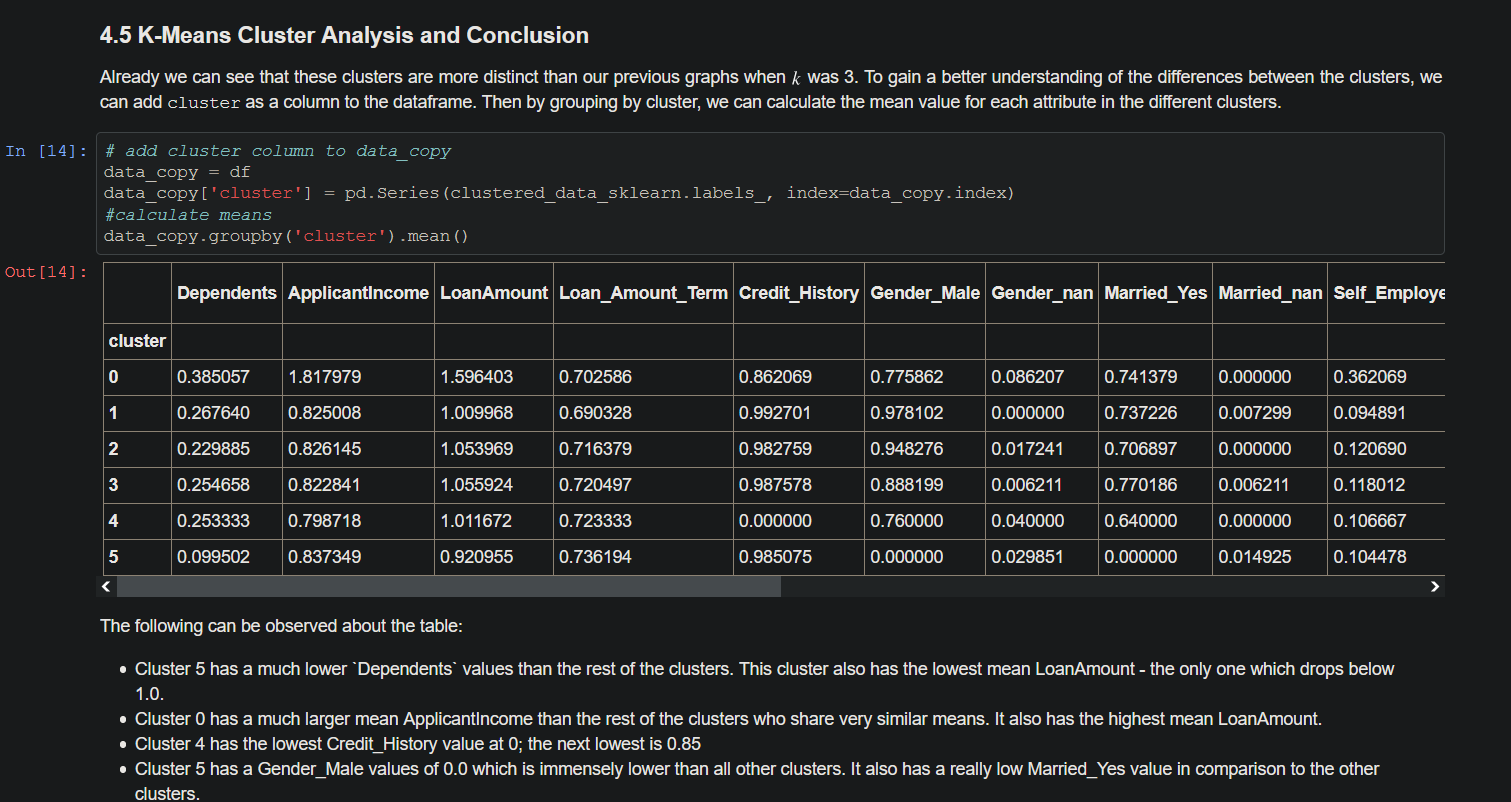 4.5 K-Means Cluster Analysis and Conclusion
Already we can see that these clusters are more distinct than our previous graphs when k was 3. To gain a better understanding of the differences between the clusters, we
can add cluster as a column to the dataframe. Then by grouping by cluster, we can calculate the mean value for each attribute in the different clusters.
In [14]: # add cluster column to data_copy
data_copy = df
data_copy['cluster'] = pd.Series(clustered_data_sklearn.labels_, index=data_copy.index)
#calculate means
data_copy.groupby('cluster').mean()
Out[14]:
Dependents ApplicantIncome LoanAmount Loan_Amount_Term Credit_History Gender_Male Gender_nan Married_Yes Married_nan Self_Employe
cluster
0 0.385057 1.817979 1.596403 0.702586 0.862069 0.775862 0.086207 0.741379 0.000000 0.362069
1 0.267640 0.825008 1.009968 0.690328 0.992701 0.978102 0.000000 0.737226 0.007299 0.094891
2 0.229885 0.826145 1.053969 0.716379 0.982759 0.948276 0.017241 0.706897 0.000000 0.120690
3 0.254658 0.822841 1.055924 0.720497 0.987578 0.888199 0.006211 0.770186 0.006211 0.118012
4 0.253333 0.798718 1.011672 0.723333 0.000000 0.760000 0.040000 0.640000 0.000000 0.106667
5 0.099502 0.837349 0.920955 0.736194 0.985075 0.000000 0.029851 0.000000 0.014925 0.104478
The following can be observed about the table:
• Cluster 5 has a much lower `Dependents` values than the rest of the clusters. This cluster also has the lowest mean LoanAmount - the only one which drops below
1.0.
• Cluster 0 has a much larger mean ApplicantIncome than the rest of the clusters who share very similar means. It also has the highest mean LoanAmount.
• Cluster 4 has the lowest Credit_History value at 0; the next lowest is 0.85
• Cluster 5 has a Gender_Male values of 0.0 which is immensely lower than all other clusters. It also has a really low Married_Yes value in comparison to the other
clusters.